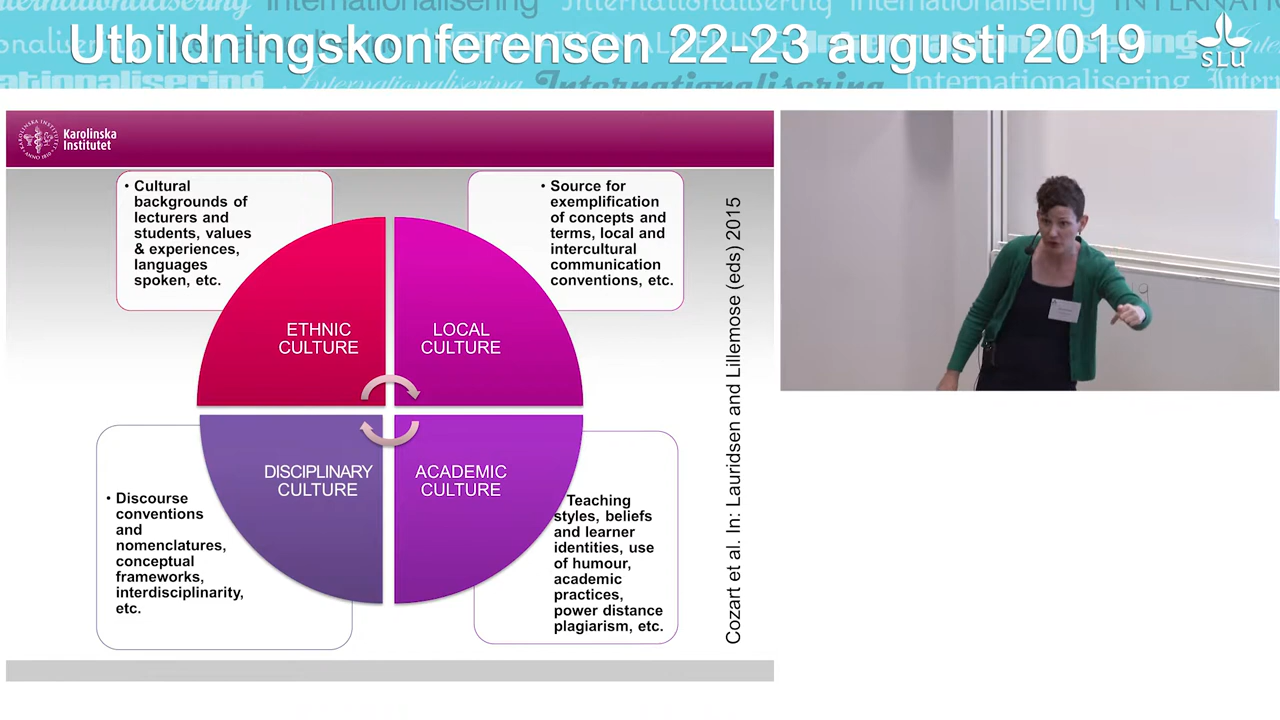 Utbildningskonferensen 22-23 augusti 2019
SLU
Karolinska
Institutet
• Cultural
backgrounds of
lecturers and
students, values
& experiences,
languages
spoken, etc.
• Source for
exemplification
of concepts and
terms, local and
intercultural
communication
conventions, etc.
ETHNIC
CULTURE
LOCAL
CULTURE
DISCIPLINARY
CULTURE
ACADEMIC
CULTURE
• Discourse
conventions
and
nomenclatures,
conceptual
frameworks,
interdisciplinarity,
etc.
Teaching
styles, beliefs
and learner
identities, use
of humour,
academic
practices,
power distance
plagiarism, etc.
Cozart et al. In: Lauridsen and Lillemose (eds) 2015